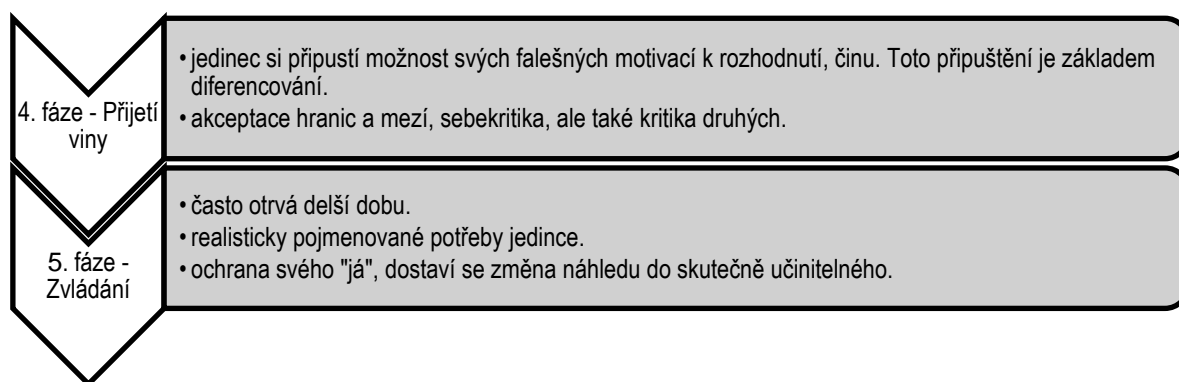 4. fáze - Přijetí
viny
• jedinec si připustí možnost svých falešných motivací k rozhodnutí, činu. Toto připuštění je základem
diferencování.
• akceptace hranic a mezí, sebekritika, ale také kritika druhých.
5. fáze -
Zvládání
• často otrvá delší dobu.
• realisticky pojmenované potřeby jedince.
• ochrana svého "já", dostaví se změna náhledu do skutečně učinitelného.